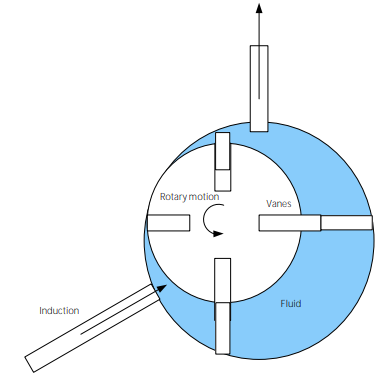 Rotary motion
Vanes
Induction
Fluid